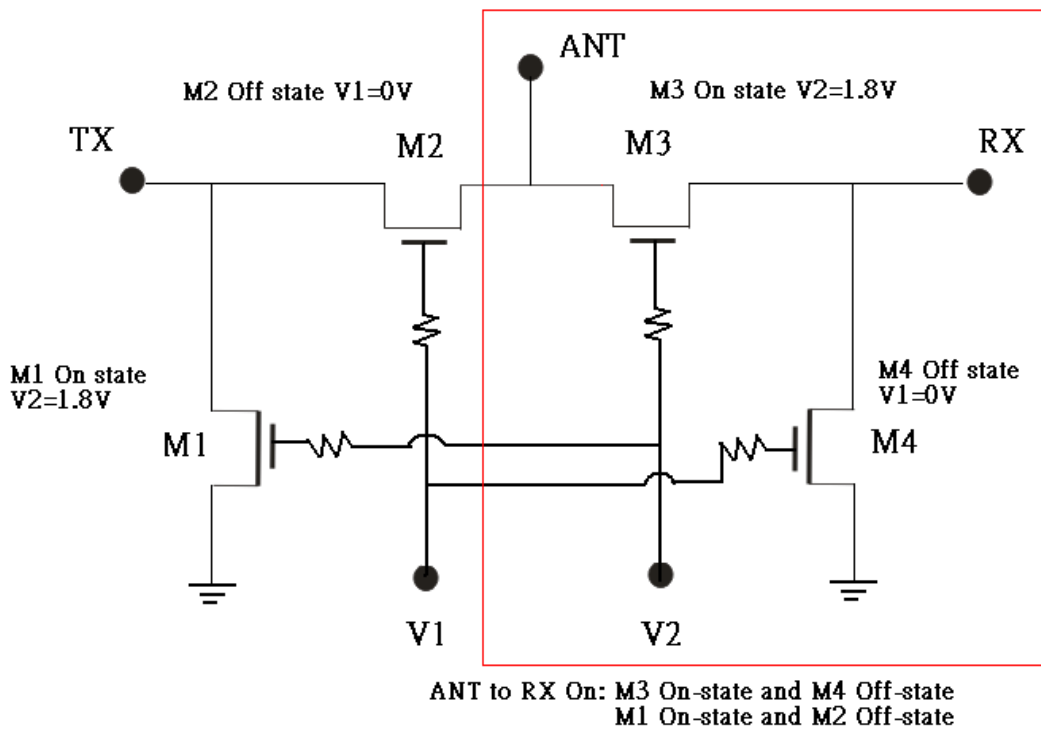 ANT
M2 Off state V1=0V
M3 On state V2=1.8V
TX
M2
M3
RX
M1 On state
V2=1.8V
M4 Off state
V1=0V
M1
M4
V1
V2
ANT to RX On: M3 On-state and M4 Off-state
M1 On-state and M2 Off-state